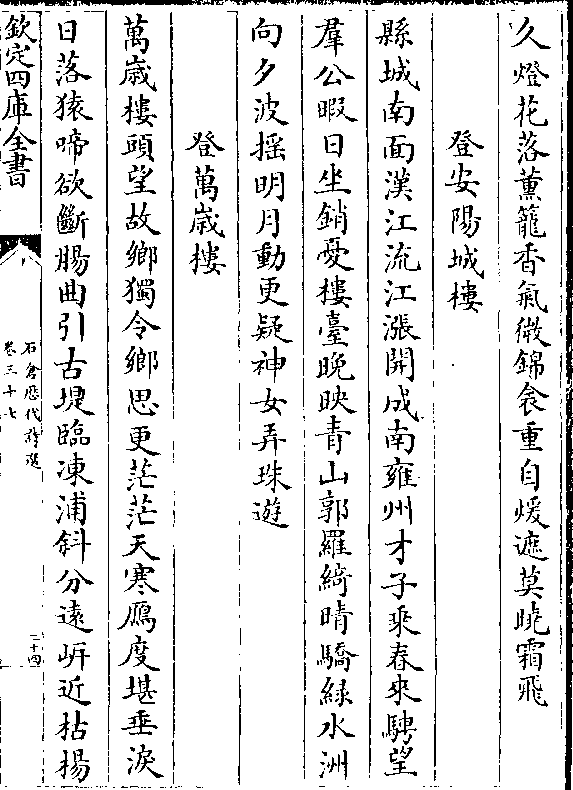 久燈花落薰籠香氣微錦衾重自煖遮莫曉霜飛
登安陽城樓
縣城南面漢江流江漲開成南雍州才子乘春來騁望
羣公暇日坐銷憂樓臺晚映青山郭羅綺晴驕綠水洲
向夕波摇明月動更疑神女弄珠遊
登萬歳樓
萬歳樓頭望故鄉獨令鄉思更茫茫天寒鴈度堪垂淚
日落猿啼欲斷腸曲引古堤臨凍浦斜分遠岍近枯揚
欽定四庫全書
石倉歷代詩選
卷三十七
二十四